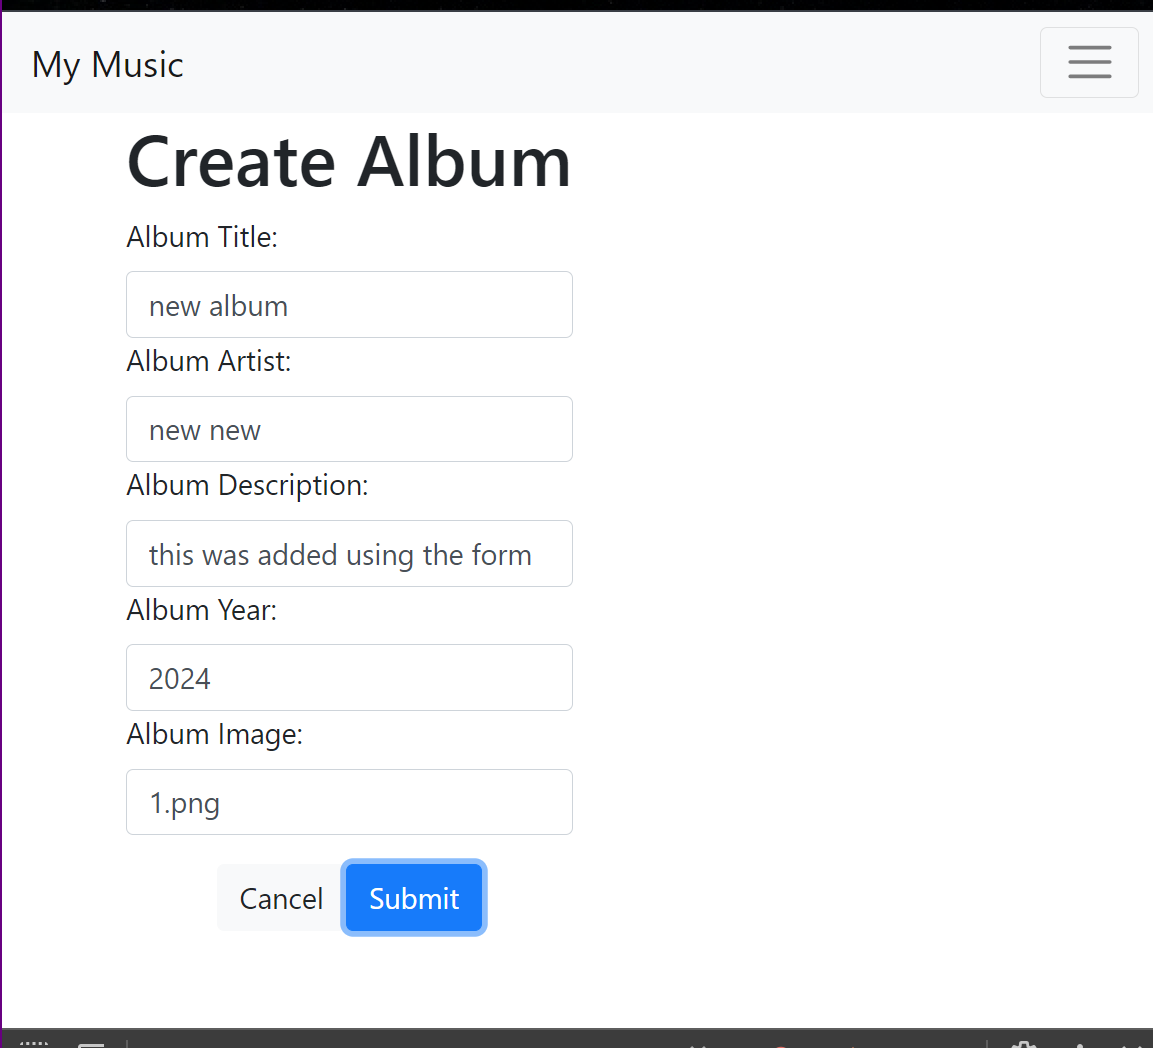 My Music
Create Album
Album Title:
new album
Album Artist:
new new
Album Description:
this was added using the form
Album Year:
2024
Album Image:
1.png
Cancel Submit